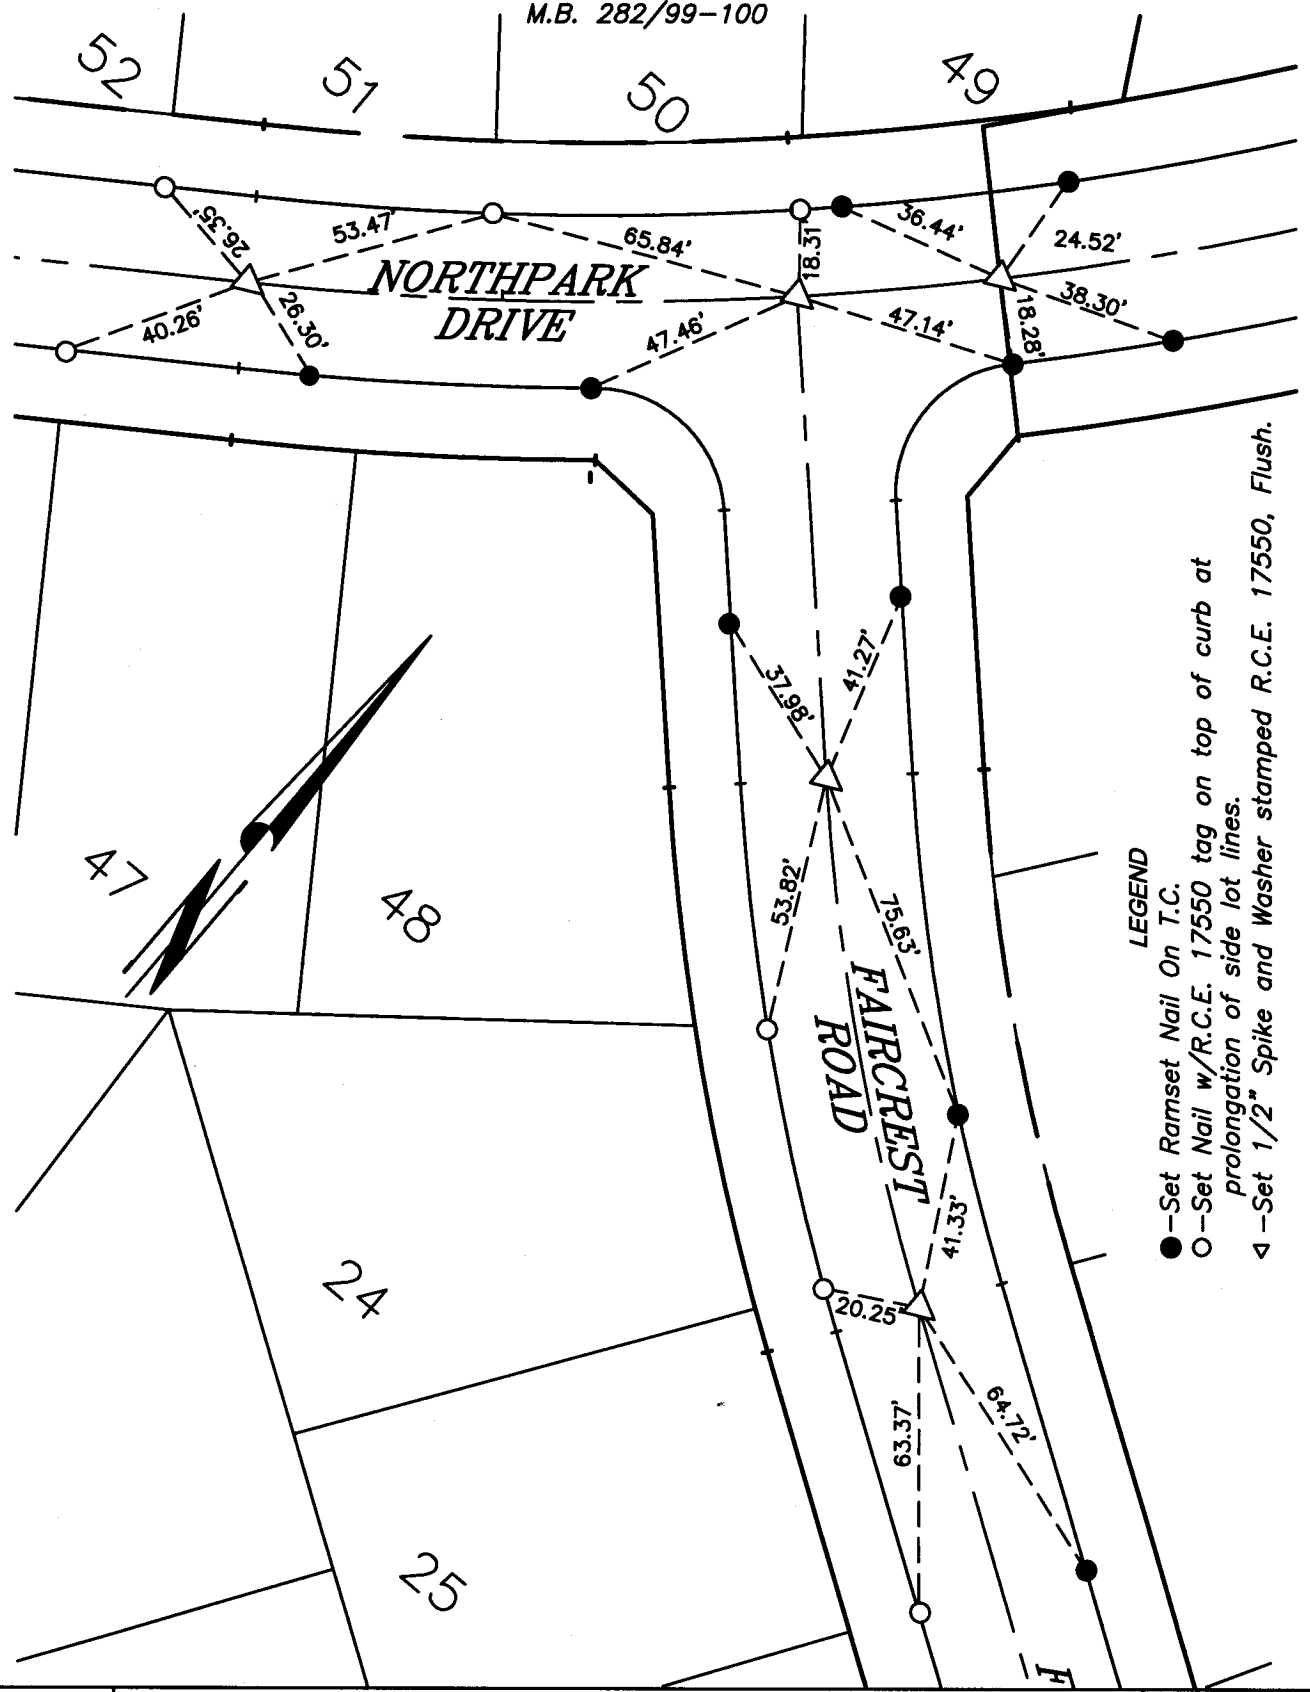 M.B. 282/99-100
52
51
50
49
26.35'
53.47'
65.84'
18.31'
36.44'
24.52'
40.26'
26.30'
NORTHPARK
DRIVE
47.46'
47.14'
18.28'
38.30'
37.98'
41.27'
47
48
53.82'
75.63'
FAIRCREST
ROAD
24
20.25'
41.33'
63.37'
64.72'
25
F
LEGEND
●-Set Ramset Nail On T.C.
○-Set Nail w/R.C.E. 17550 tag on top of curb at
prolongation of side lot lines.
△-Set 1/2" Spike and Washer stamped R.C.E. 17550, Flush.